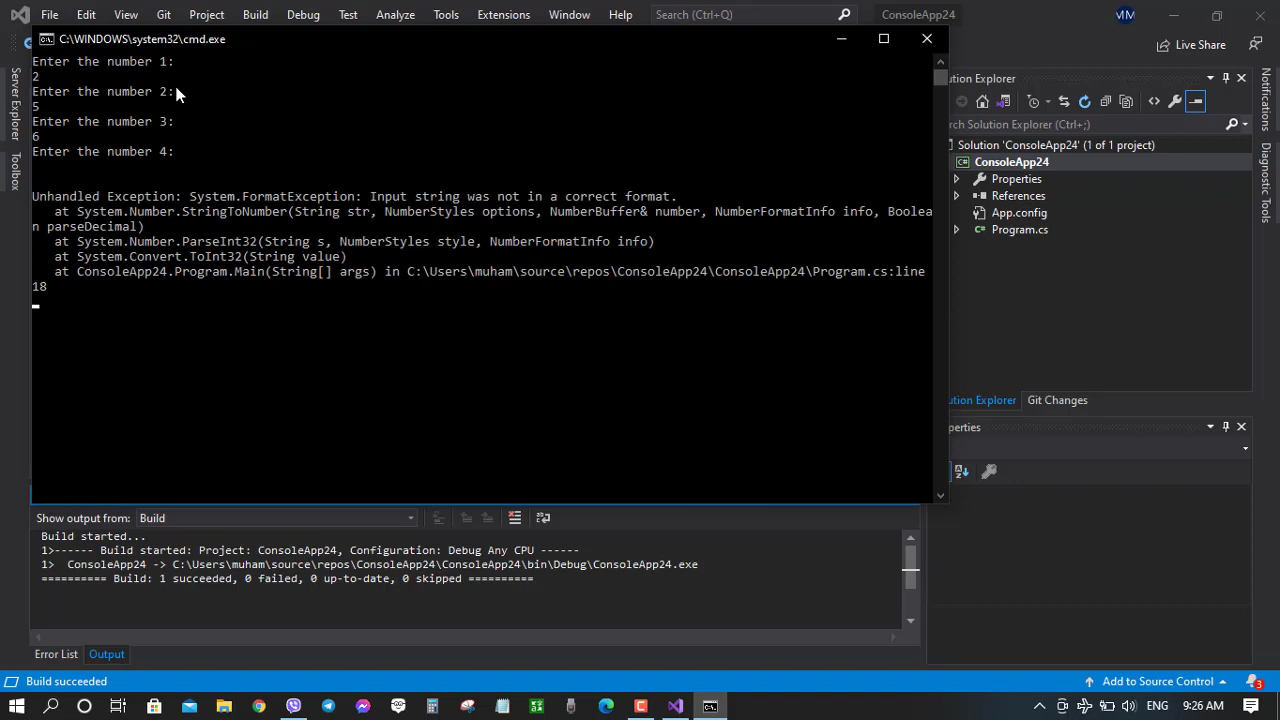 File Edit View Git Project Build Debug Test Analyze Tools Extensions Window Help Search (Ctrl+Q) ConsoleApp24 MM
C:\WINDOWS\system32\cmd.exe
Live Share
Enter the number 1:
2
Enter the number 2:
5
Enter the number 3:
6
Enter the number 4:
Unhandled Exception: System.FormatException: Input string was not in a correct format.
at System.Number.StringToNumber(String str, NumberStyles options, NumberBuffer& number, NumberFormatInfo info, Boolea
n parseDecimal)
at System.Number.ParseInt32(String s, NumberStyles style, NumberFormatInfo info)
at System.Convert.ToInt32(String value)
at ConsoleApp24.Program.Main(String[] args) in C:\Users\muham\source\repos\ConsoleApp24\ConsoleApp24\Program.cs:line
18
Server Explorer
Toolbox
ution Explorer
arch Solution Explorer (Ctrl+;)
Solution 'ConsoleApp24' (1 of 1 project)
C# ConsoleApp24
Properties
References
App.config
Program.cs
ution Explorer Git Changes
perties
Notifications
Diagnostic Tools
Show output from: Build
Build started...
1>------ Build started: Project: ConsoleApp24, Configuration: Debug Any CPU ------
1> ConsoleApp24 -> C:\Users\muham\source\repos\ConsoleApp24\ConsoleApp24\bin\Debug\ConsoleApp24.exe
========== Build: 1 succeeded, 0 failed, 0 up-to-date, 0 skipped ==========
Error List Output
Build succeeded
Add to Source Control
3
ENG 9:26 AM